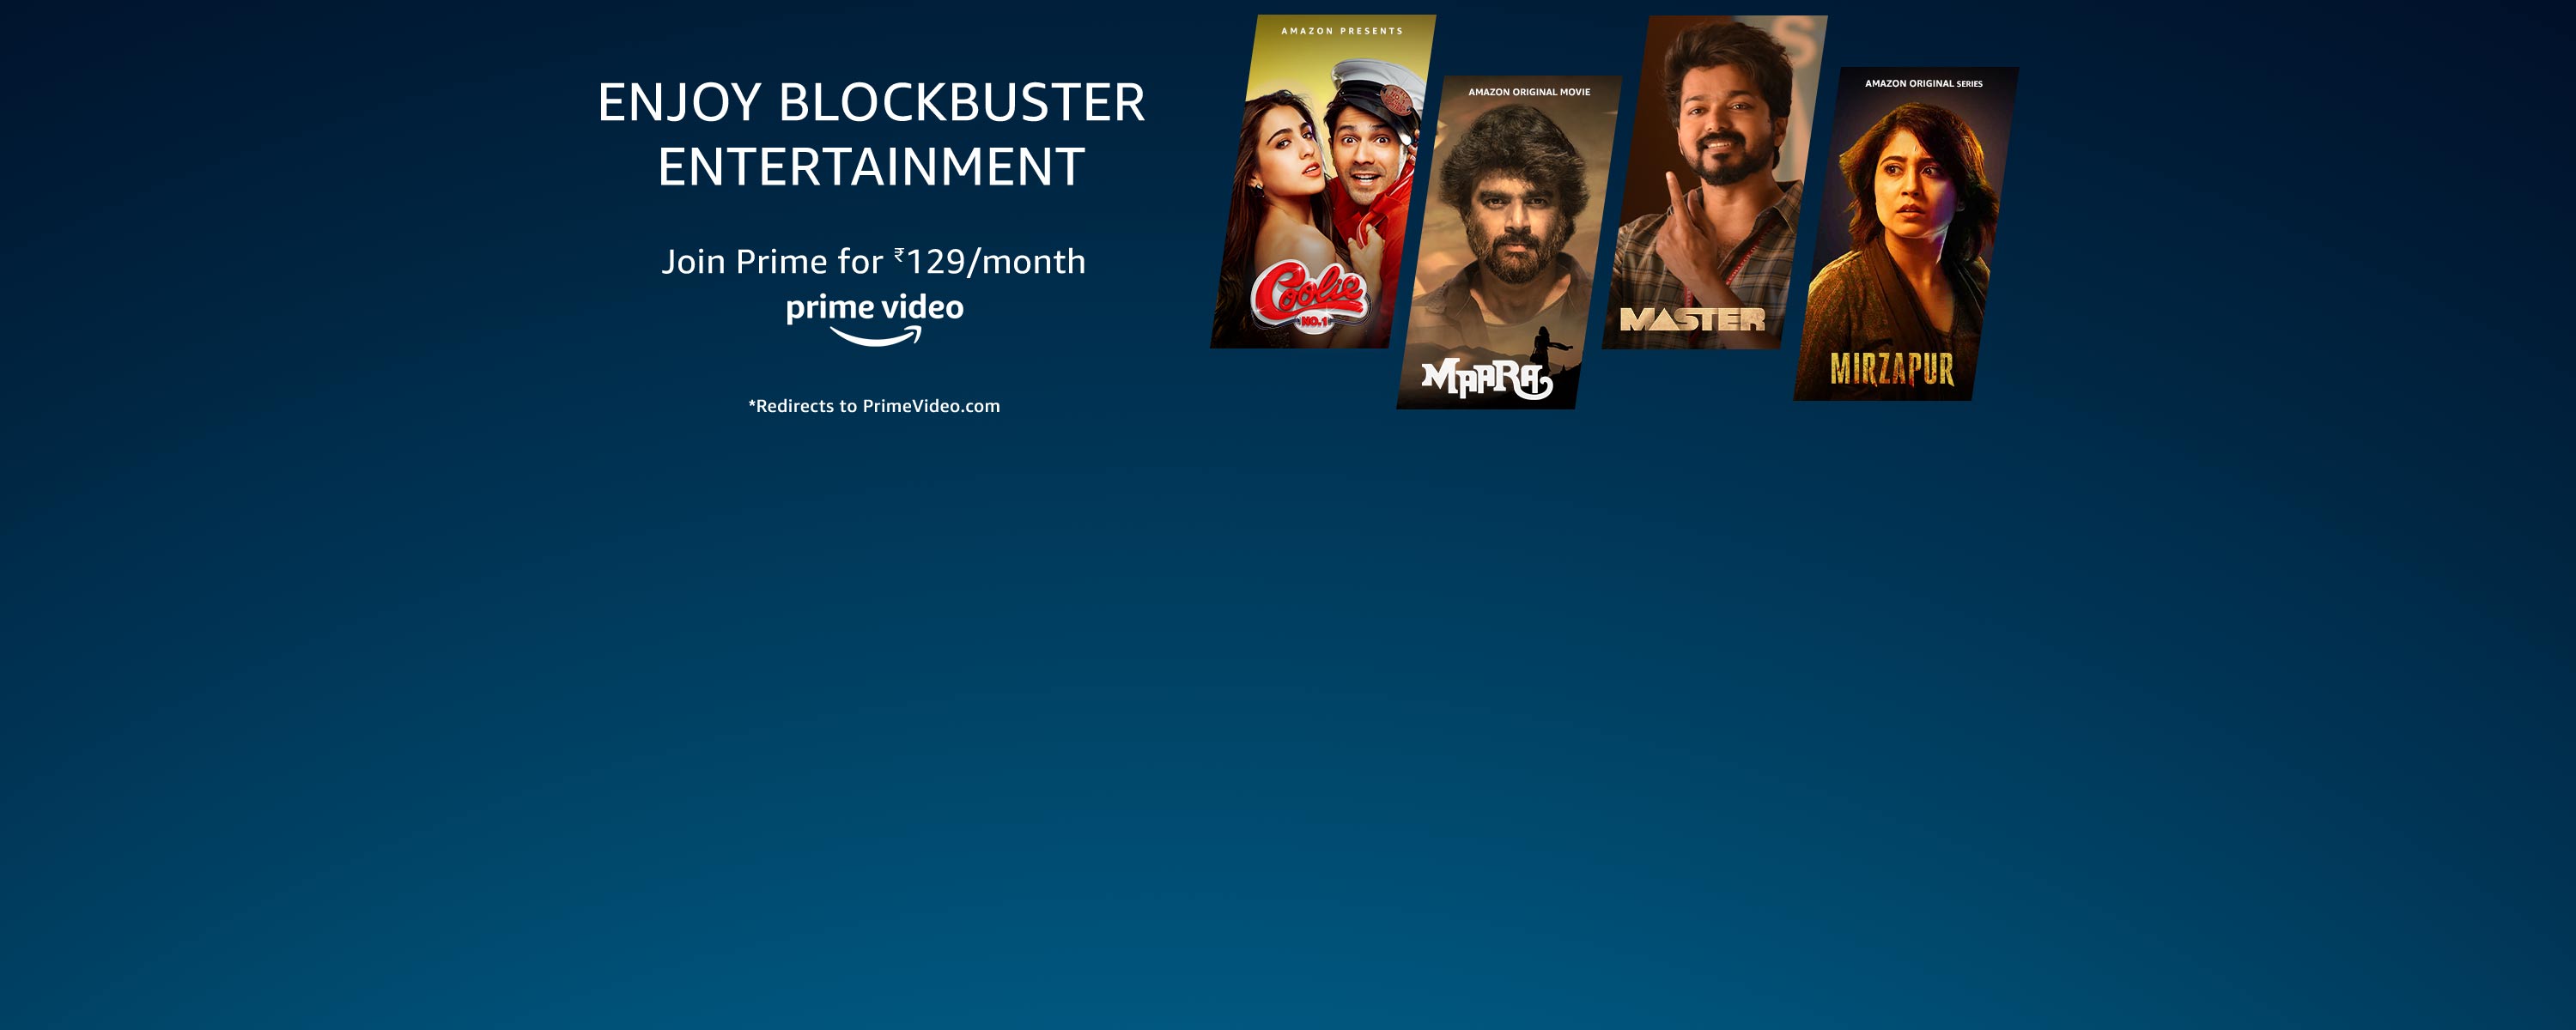 ENJOY BLOCKBUSTER
ENTERTAINMENT
Join Prime for ₹129/month
prime video
*Redirects to PrimeVideo.com
AMAZON PRESENTS
Coolie
NO.1
AMAZON ORIGINAL MOVIE
MAARA
S
MASTER
AMAZON ORIGINAL SERIES
MIRZAPUR